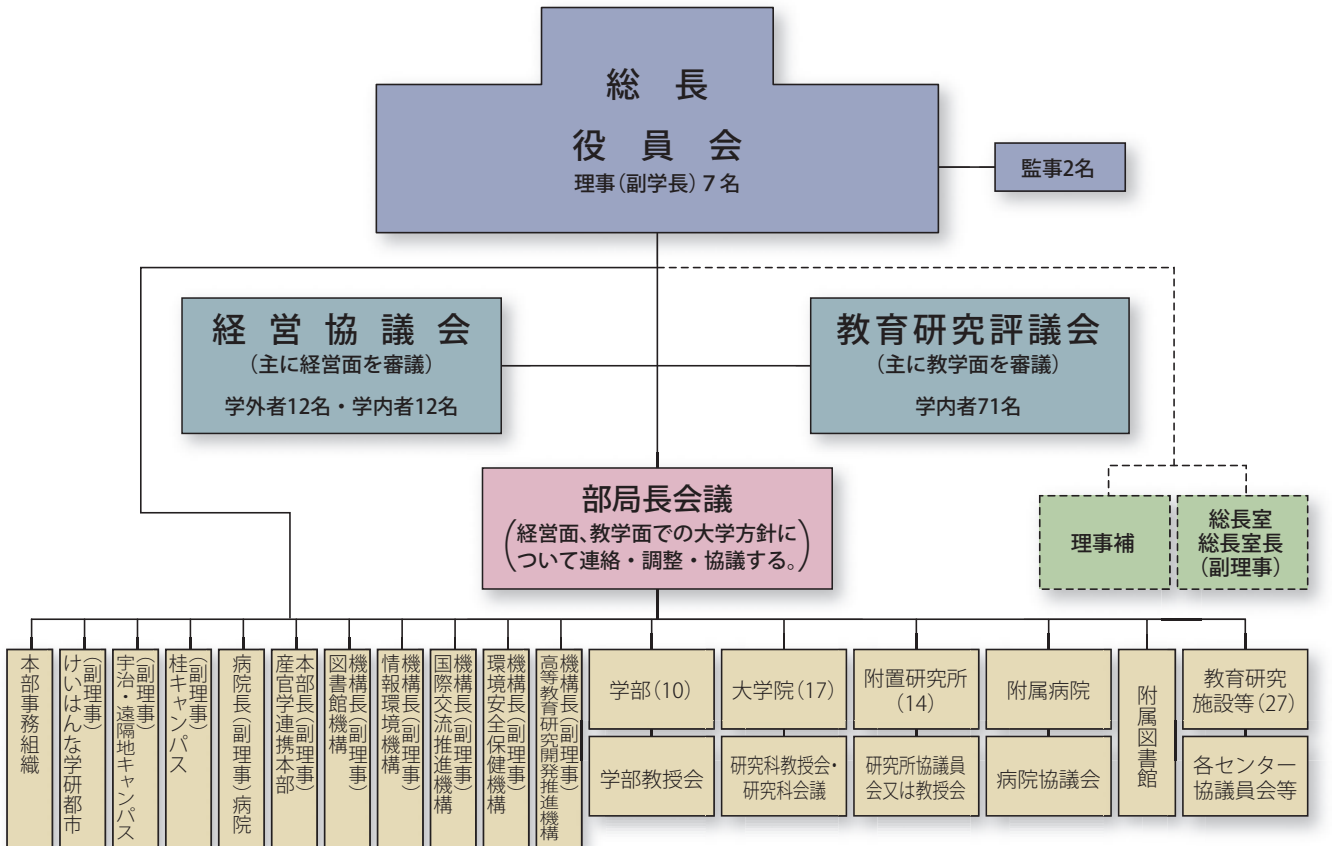 総長
役員会
理事(副学長)7名
監事2名
経営協議会
(主に経営面を審議)
学外者12名・学内者12名
教育研究評議会
(主に教学面を審議)
学内者71名
部局長会議
(経営面、教学面での大学方針に
ついて連絡・調整・協議する。)
理事補
総長室
総長室長
(副理事)
本部事務組織
(副理事)
けいはんな学研都市
(副理事)
宇治・遠隔地キャンパス
(副理事)
桂キャンパス
病院長(副理事)病院
本部長(副理事)
産官学連携本部
機構長(副理事)
図書館機構
機構長(副理事)
情報環境機構
機構長(副理事)
国際交流推進機構
機構長(副理事)
環境安全保健機構
機構長(副理事)
高等教育研究開発推進機構
学部(10)
学部教授会
大学院(17)
研究科教授会・
研究科会議
附置研究所
(14)
研究所協議員
会又は教授会
附属病院
病院協議会
附属図書館
教育研究
施設等(27)
各センター
協議員会等